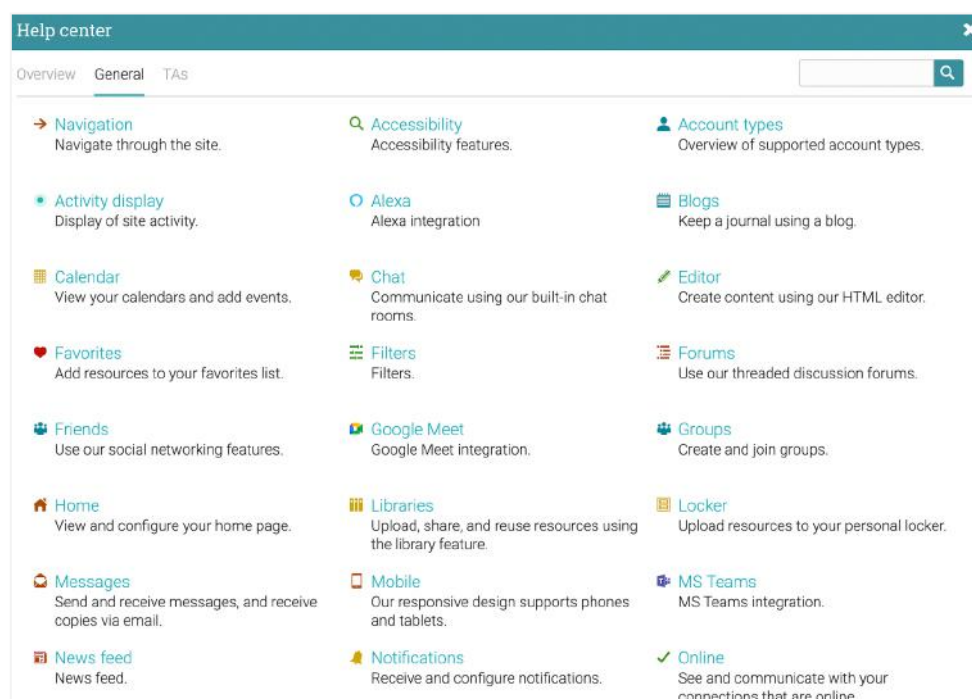 Help center
Overview General TAs
Navigation
Navigate through the site.
Accessibility
Accessibility features.
Account types
Overview of supported account types.
Activity display
Display of site activity.
Alexa
Alexa integration
Blogs
Keep a journal using a blog.
Calendar
View your calendars and add events.
Chat
Communicate using our built-in chat
rooms.
Editor
Create content using our HTML editor.
Favorites
Add resources to your favorites list.
Filters
Filters.
Forums
Use our threaded discussion forums.
Friends
Use our social networking features.
Google Meet
Google Meet integration.
Groups
Create and join groups.
Home
View and configure your home page.
Libraries
Upload, share, and reuse resources using
the library feature.
Locker
Upload resources to your personal locker.
Messages
Send and receive messages, and receive
copies via email.
Mobile
Our responsive design supports phones
and tablets.
MS Teams
MS Teams integration.
News feed
News feed.
Notifications
Receive and configure notifications.
Online
See and communicate with your
connections that are online